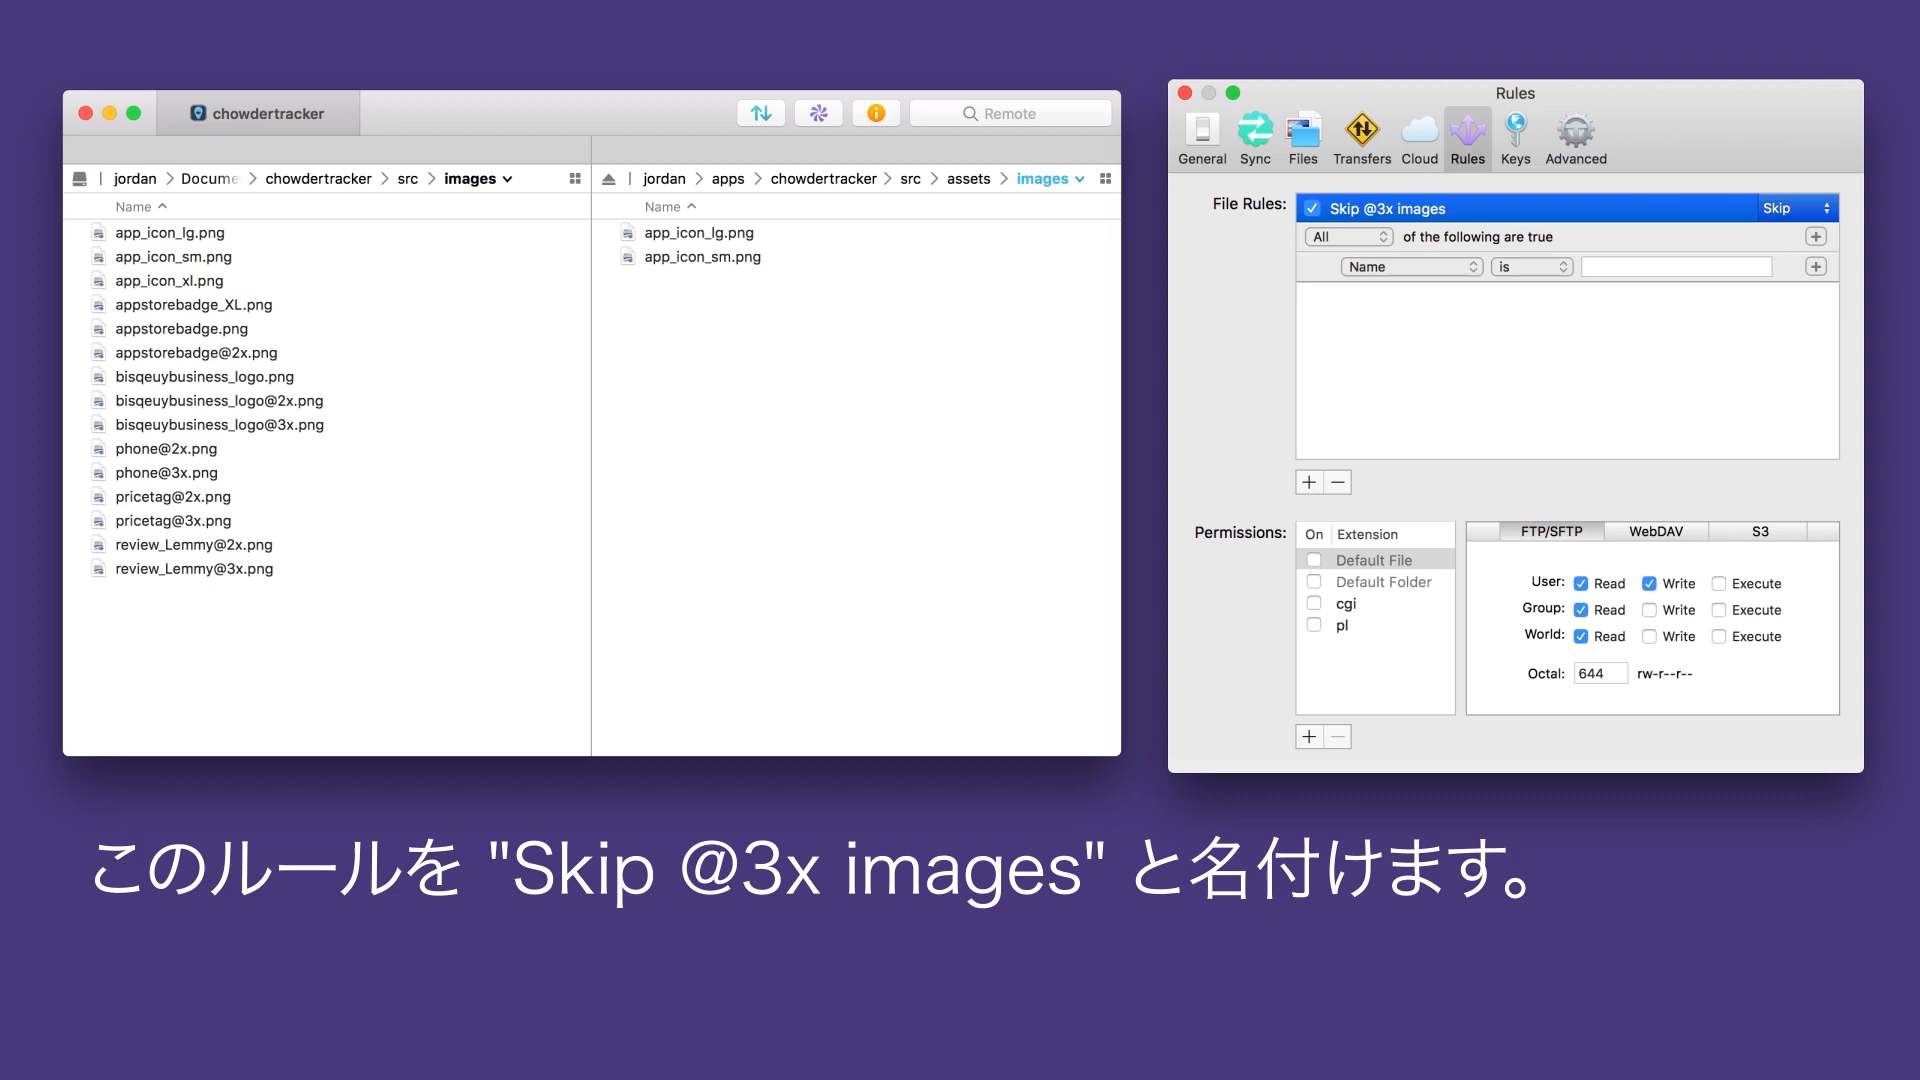 chowdertracker
Remote
jordan Docume chowdertracker src images
Name
app_icon_lg.png
app_icon_sm.png
app_icon_xl.png
appstorebadge_XL.png
appstorebadge.png
appstorebadge@2x.png
bisqeuybusiness_logo.png
bisqeuybusiness_logo@2x.png
bisqeuybusiness_logo@3x.png
phone@2x.png
phone@3x.png
pricetag@2x.png
pricetag@3x.png
review_Lemmy@2x.png
review_Lemmy@3x.png
jordan apps chowdertracker src assets images
Name
app_icon_lg.png
app_icon_sm.png
Rules
General Sync Files Transfers Cloud Rules Keys Advanced
File Rules: Skip @3x images Skip
All of the following are true
Name is
Permissions:
On Extension
Default File
Default Folder
cgi
pl
FTP/SFTP WebDAV S3
User: Read Write Execute
Group: Read Write Execute
World: Read Write Execute
Octal: 644 rw-r--r--
このルールを "Skip @3x images" と名付けます。